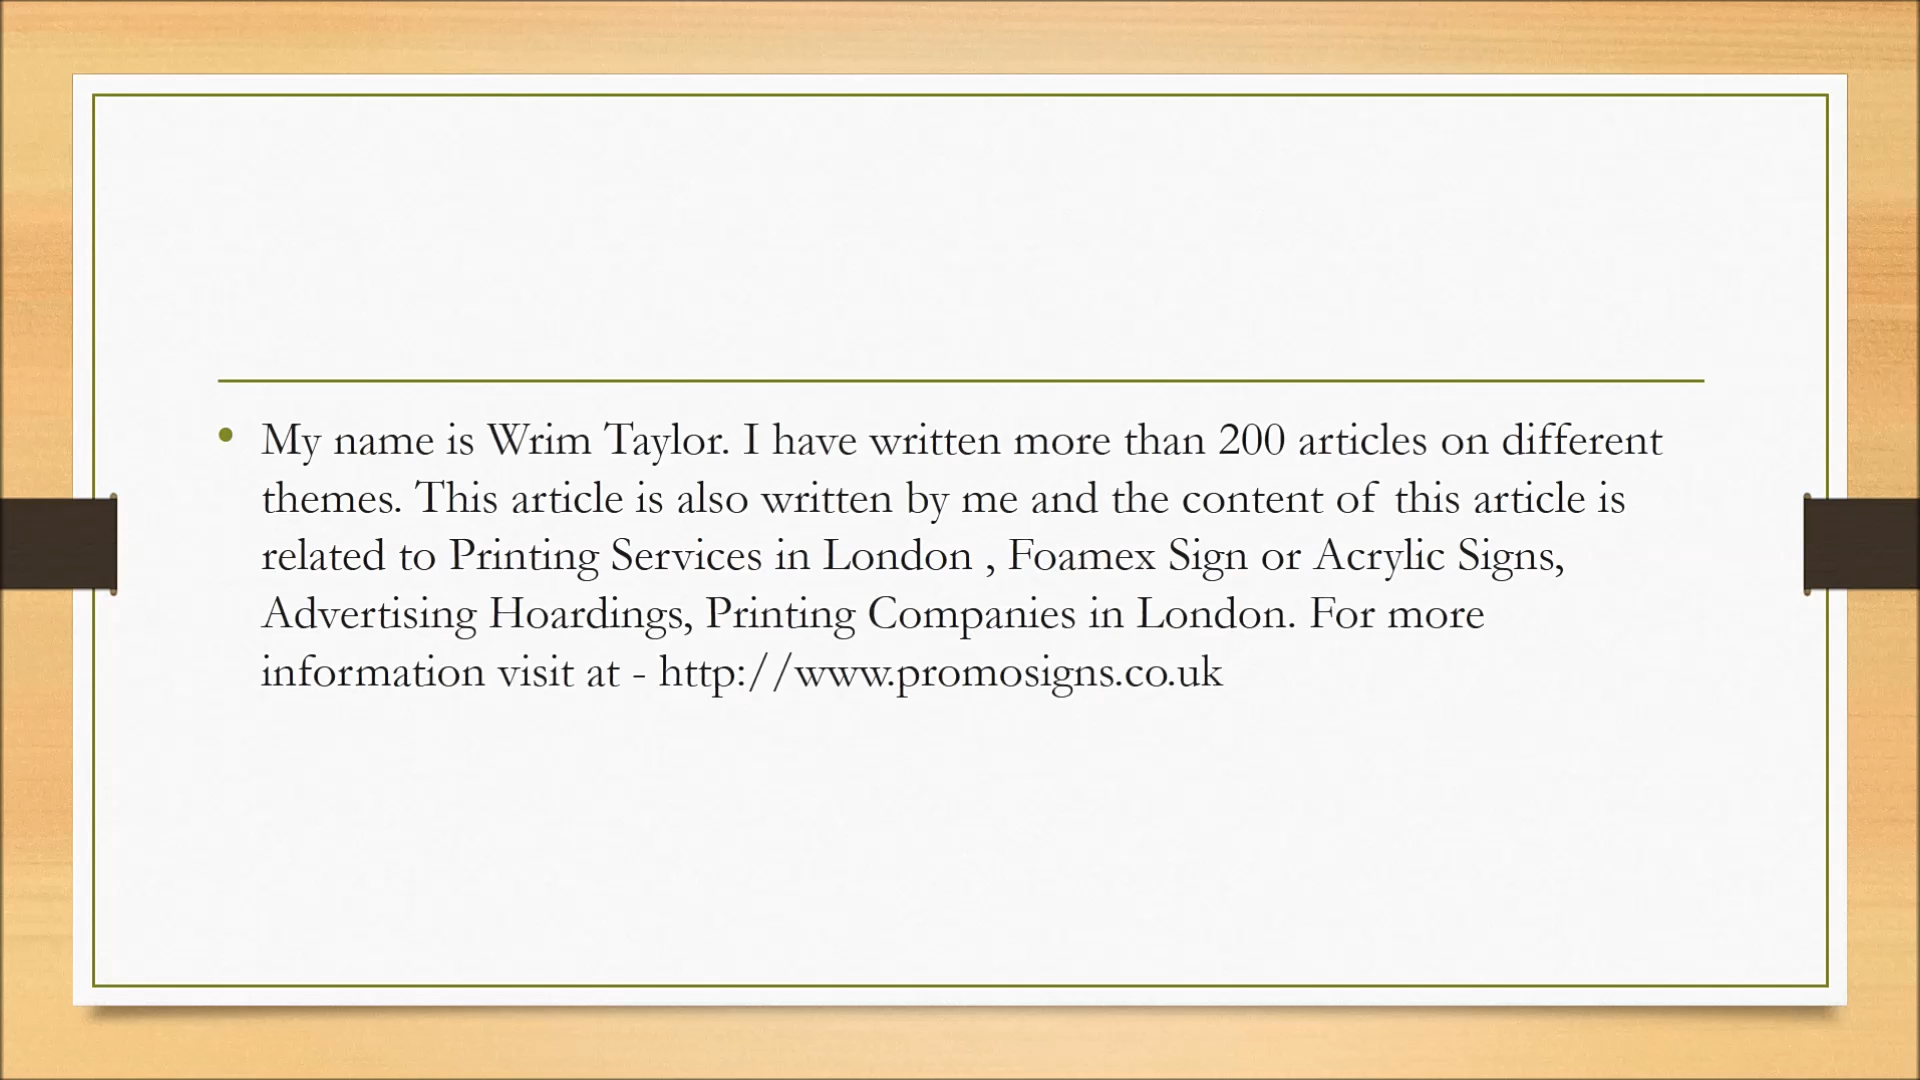 • My name is Wrim Taylor. I have written more than 200 articles on different
themes. This article is also written by me and the content of this article is
related to Printing Services in London , Foamex Sign or Acrylic Signs,
Advertising Hoardings, Printing Companies in London. For more
information visit at - http://www.promosigns.co.uk